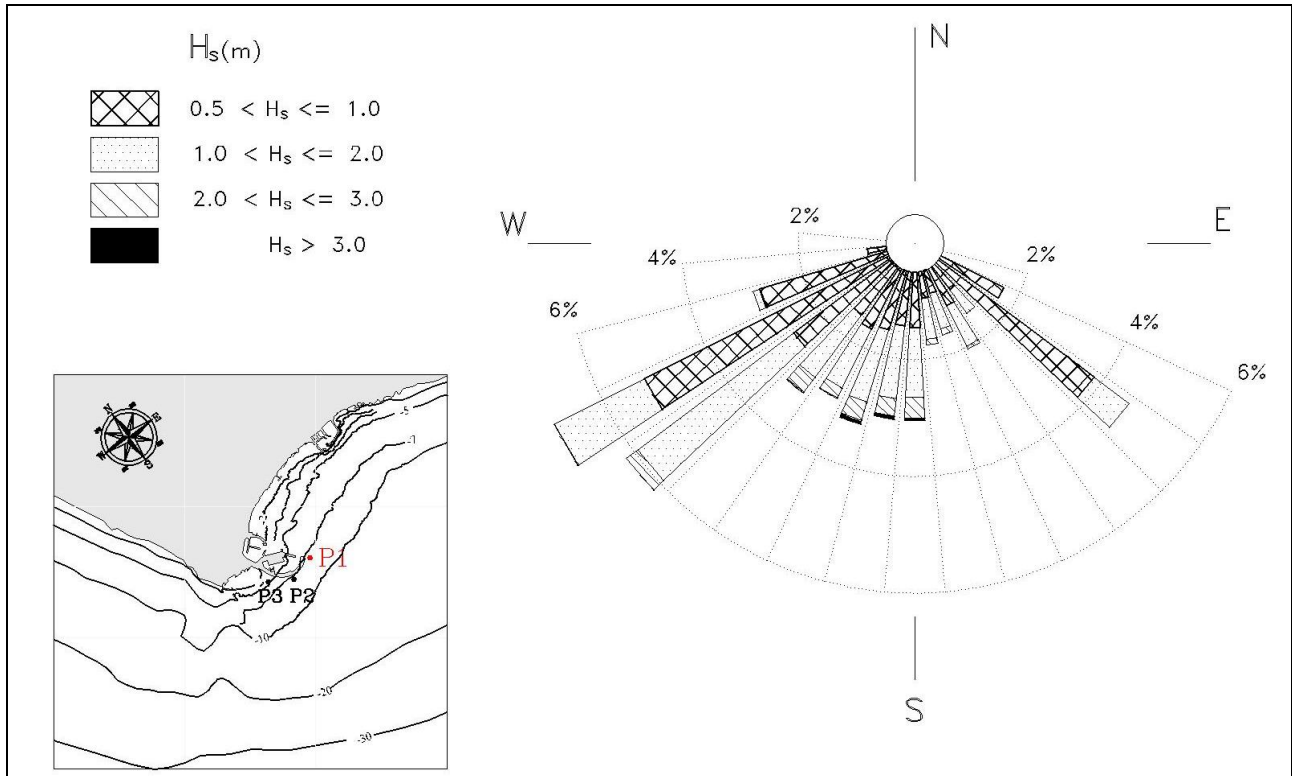 Hs(m)
0.5 < Hs <= 1.0
1.0 < Hs <= 2.0
2.0 < Hs <= 3.0
Hs > 3.0
N
W
E
S
2%
4%
6%
2%
4%
6%
-5
-7
-2
P1
P3 P2
-10
-20
-30
N